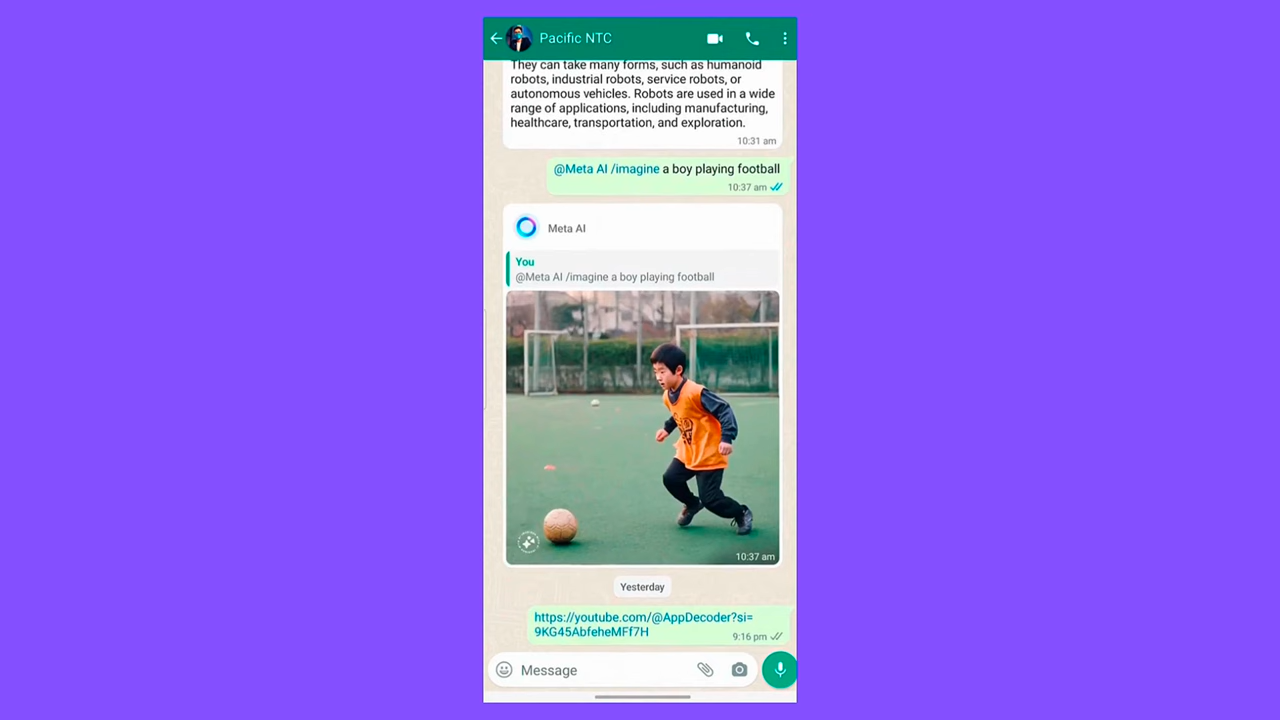 Pacific NTC
They can take many forms, such as humanoid
robots, industrial robots, service robots, or
autonomous vehicles. Robots are used in a wide
range of applications, including manufacturing,
healthcare, transportation, and exploration.
10:31 am
@Meta AI /imagine a boy playing football
10:37 am
Meta AI
You
@Meta AI /imagine a boy playing football
10:37 am
Yesterday
https://youtube.com/@AppDecoder?si=
9KG45AbfeheMFf7H
9:16 pm
Message